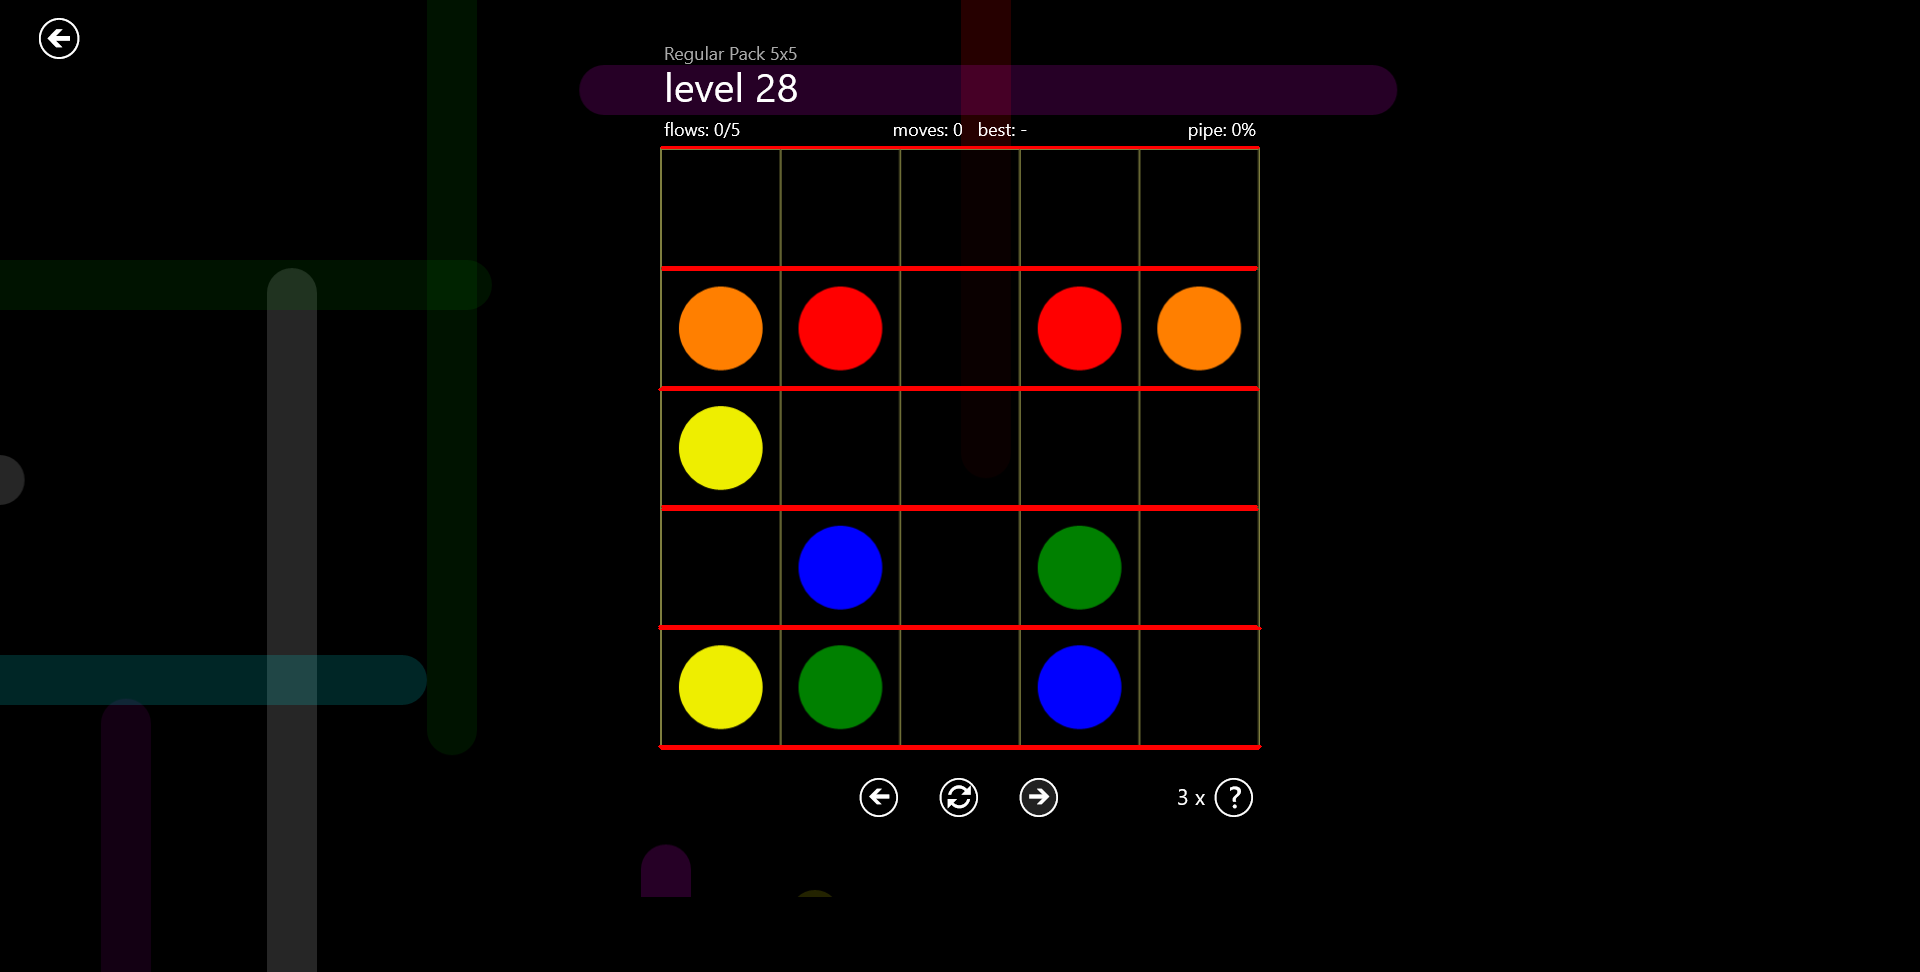 Regular Pack 5x5
level 28
flows: 0/5 moves: 0 best: - pipe: 0%
3 x ?